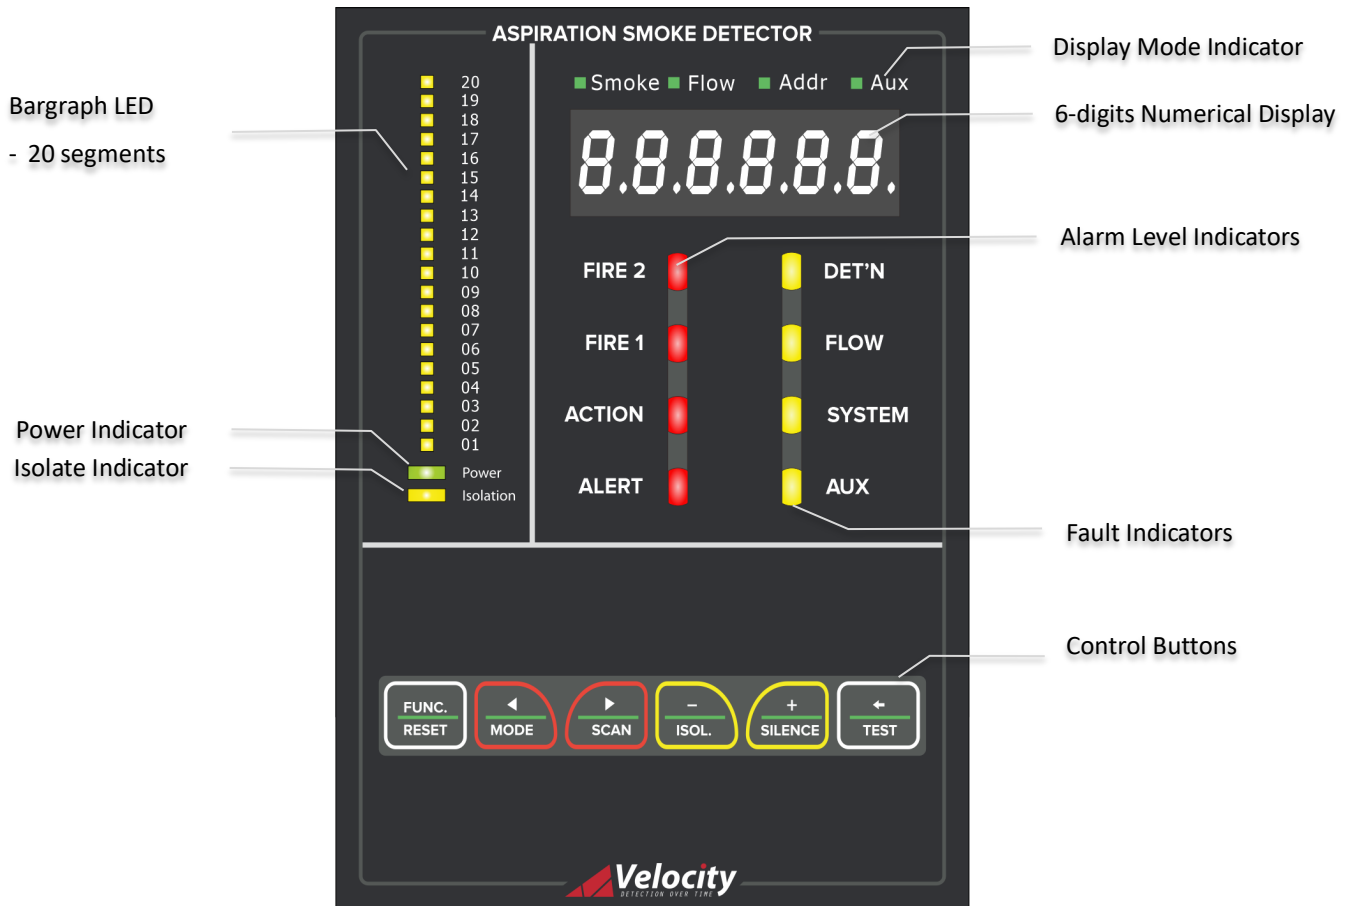 ASPIRATION SMOKE DETECTOR
Display Mode Indicator
Smoke Flow Addr Aux
6-digits Numerical Display
8.8.8.8.8.8.
Bargraph LED
- 20 segments
20
19
18
17
16
15
14
13
12
11
10
09
08
07
06
05
04
03
02
01
Power
Isolation
Power Indicator
Isolate Indicator
Alarm Level Indicators
FIRE 2 DET'N
FIRE 1 FLOW
ACTION SYSTEM
ALERT AUX
Fault Indicators
Control Buttons
FUNC. ◀ ▶ − + ←
RESET MODE SCAN ISOL. SILENCE TEST
Velocity
DETECTION OVER TIME